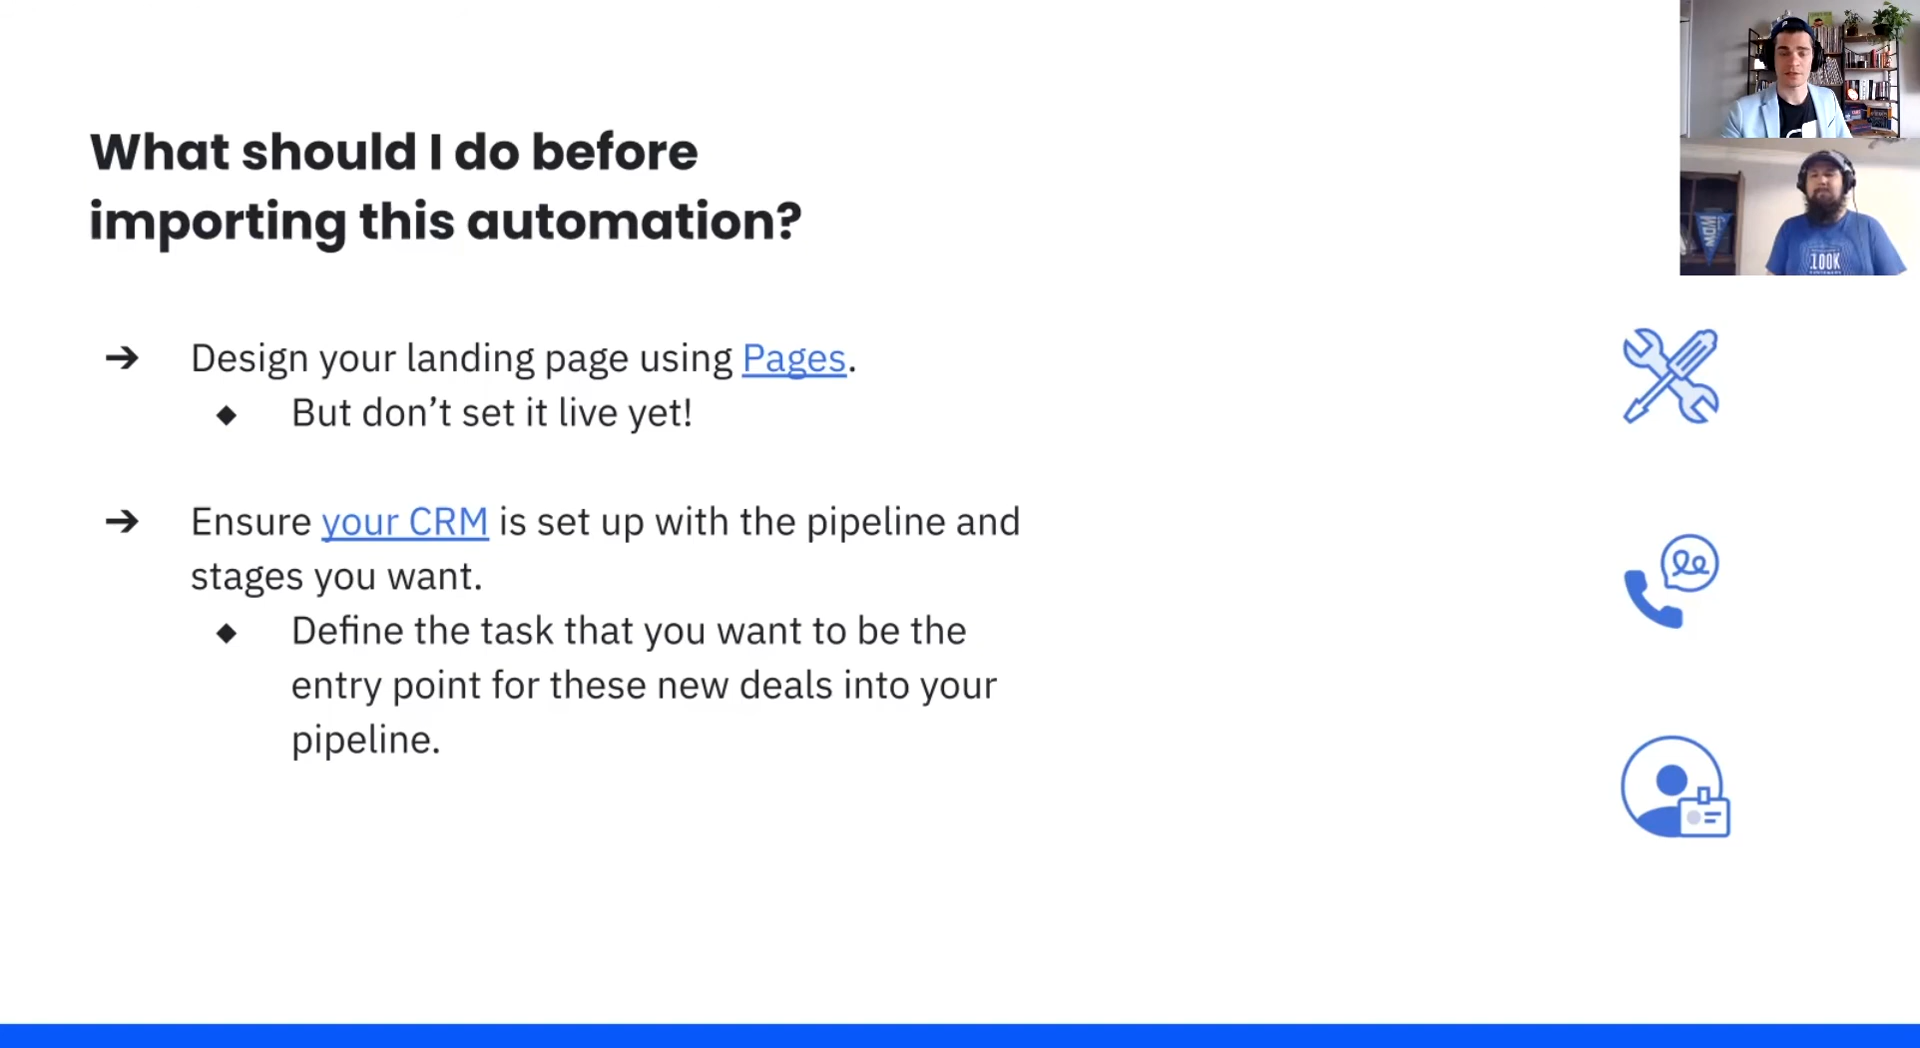 What should I do before
importing this automation?
➔ Design your landing page using Pages.
◆ But don’t set it live yet!
➔ Ensure your CRM is set up with the pipeline and
stages you want.
◆ Define the task that you want to be the
entry point for these new deals into your
pipeline.
WOW
100K